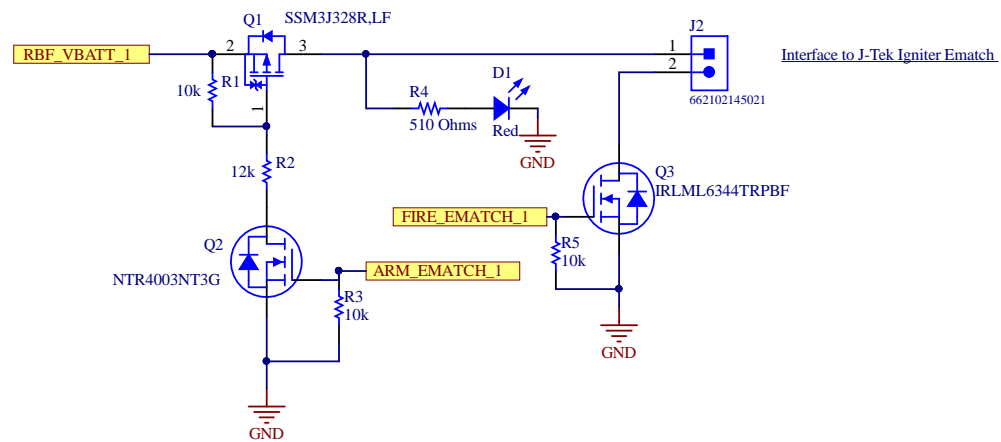 Q1
SSM3J328R,LF
RBF_VBATT_1
2
3
R1
10k
1
R2
12k
Q2
NTR4003NT3G
ARM_EMATCH_1
R3
10k
GND
R4
510 Ohms
D1
Red
GND
J2
1
2
662102145021
Interface to J-Tek Igniter Ematch
Q3
IRLML6344TRPBF
FIRE_EMATCH_1
R5
10k
GND